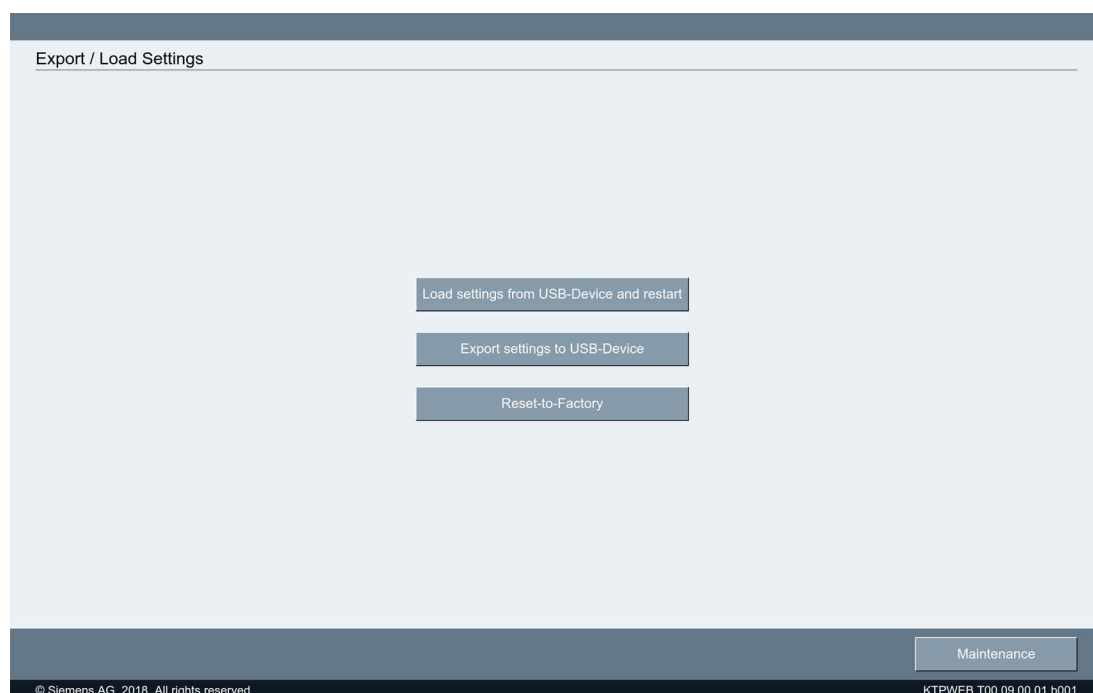 Export / Load Settings
Load settings from USB-Device and restart
Export settings to USB-Device
Reset-to-Factory
Maintenance
© Siemens AG, 2018. All rights reserved
KTPWEB T00.09.00.01 b001